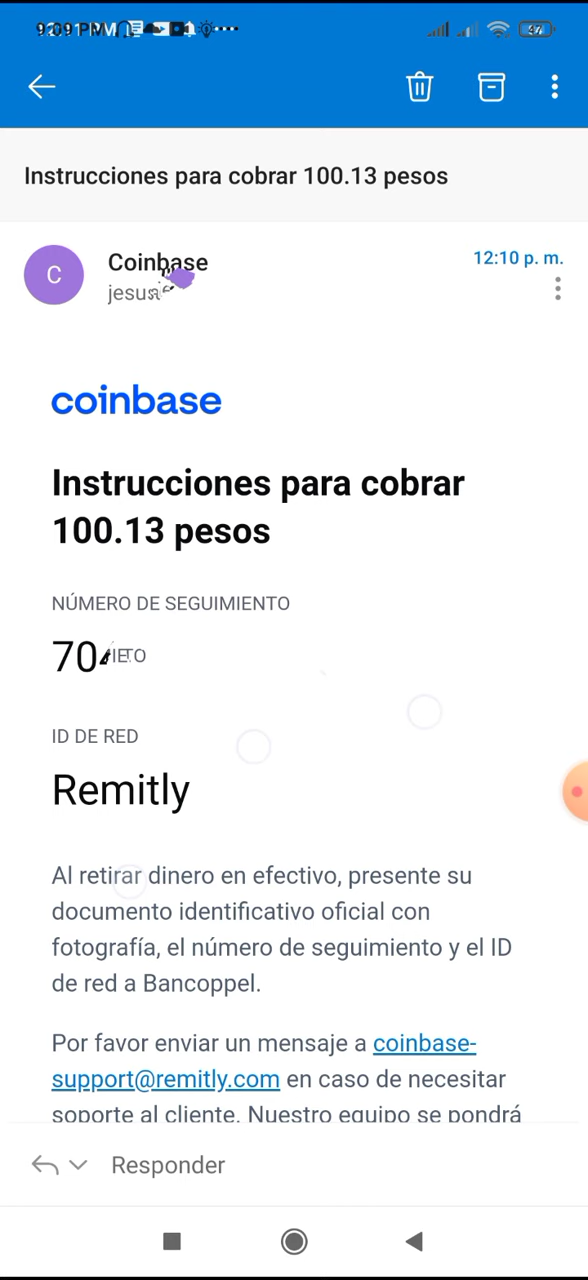 Instrucciones para cobrar 100.13 pesos
C
Coinbase
12:10 p. m.
coinbase
Instrucciones para cobrar
100.13 pesos
NÚMERO DE SEGUIMIENTO
ID DE RED
Remitly
Al retirar dinero en efectivo, presente su
documento identificativo oficial con
fotografía, el número de seguimiento y el ID
de red a Bancoppel.
Por favor enviar un mensaje a coinbase-
support@remitly.com en caso de necesitar
soporte al cliente. Nuestro equipo se pondrá
Responder